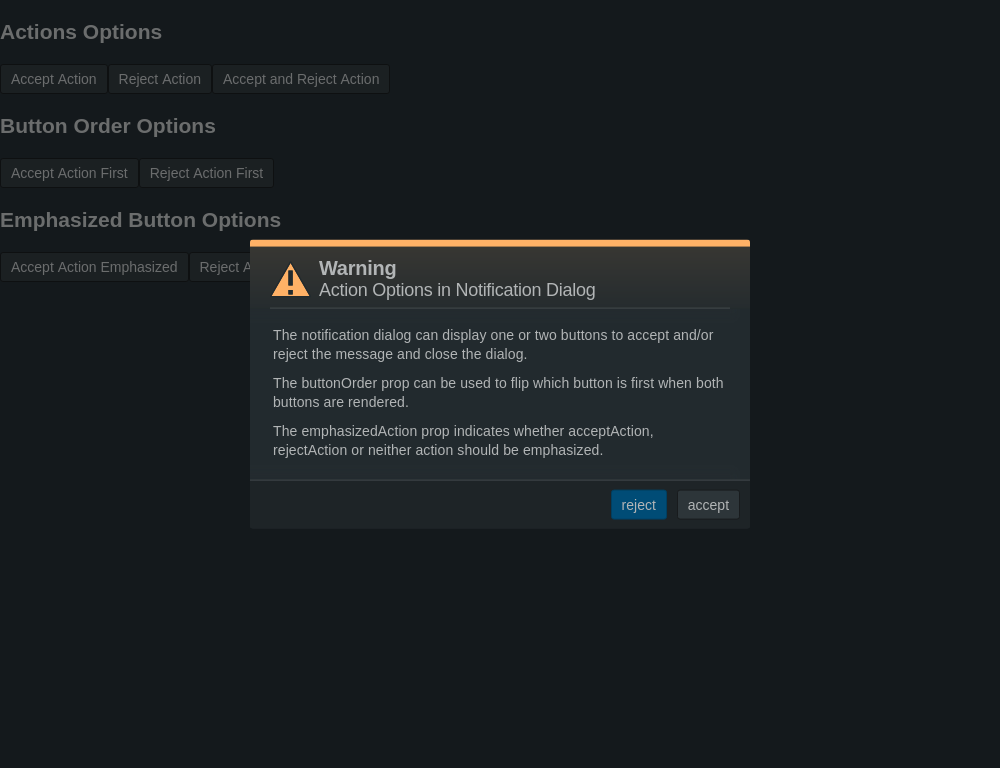 Actions Options
Accept Action Reject Action Accept and Reject Action
Button Order Options
Accept Action First Reject Action First
Emphasized Button Options
Accept Action Emphasized Reject A
Warning
Action Options in Notification Dialog
The notification dialog can display one or two buttons to accept and/or
reject the message and close the dialog.
The buttonOrder prop can be used to flip which button is first when both
buttons are rendered.
The emphasizedAction prop indicates whether acceptAction,
rejectAction or neither action should be emphasized.
reject accept